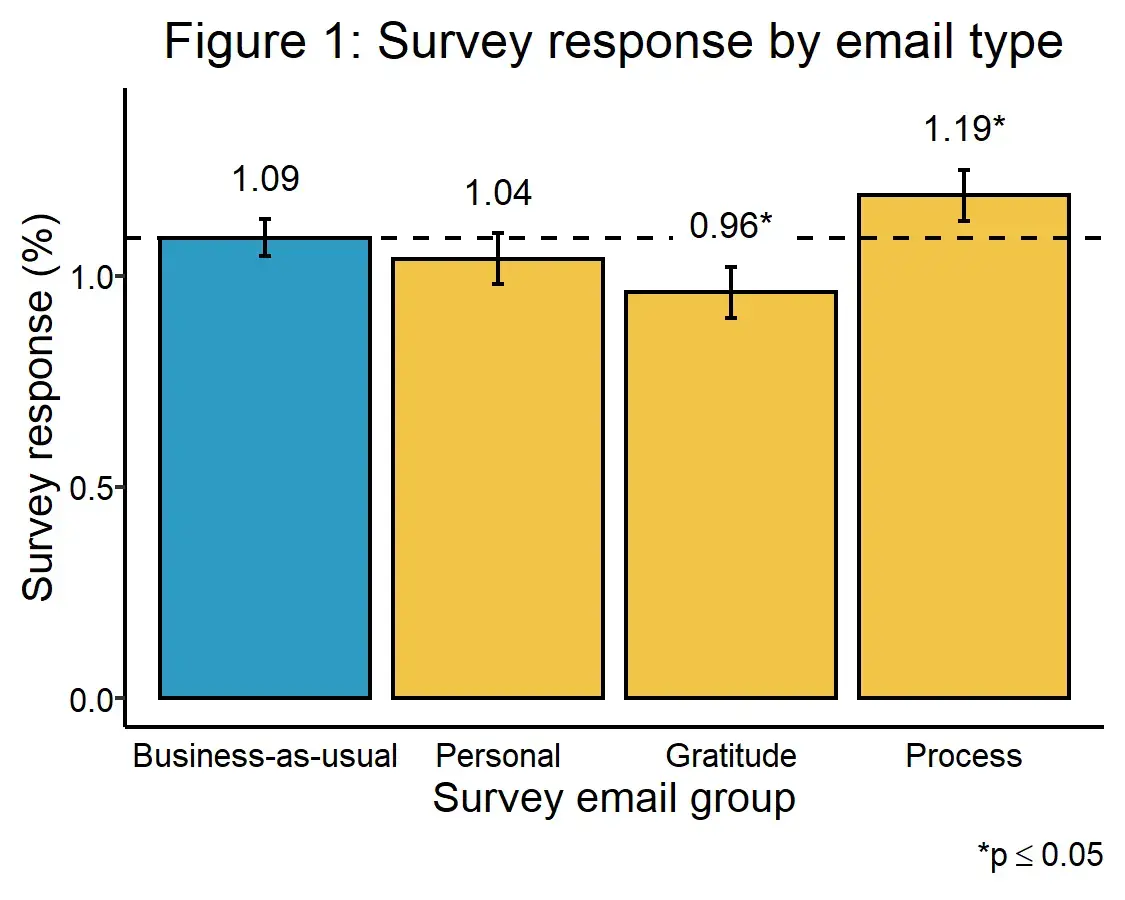 Figure 1: Survey response by email type
Survey response (%)
1.09
1.04
0.96*
1.19*
1.0
0.5
0.0
Business-as-usual
Personal
Gratitude
Process
Survey email group
*p ≤ 0.05